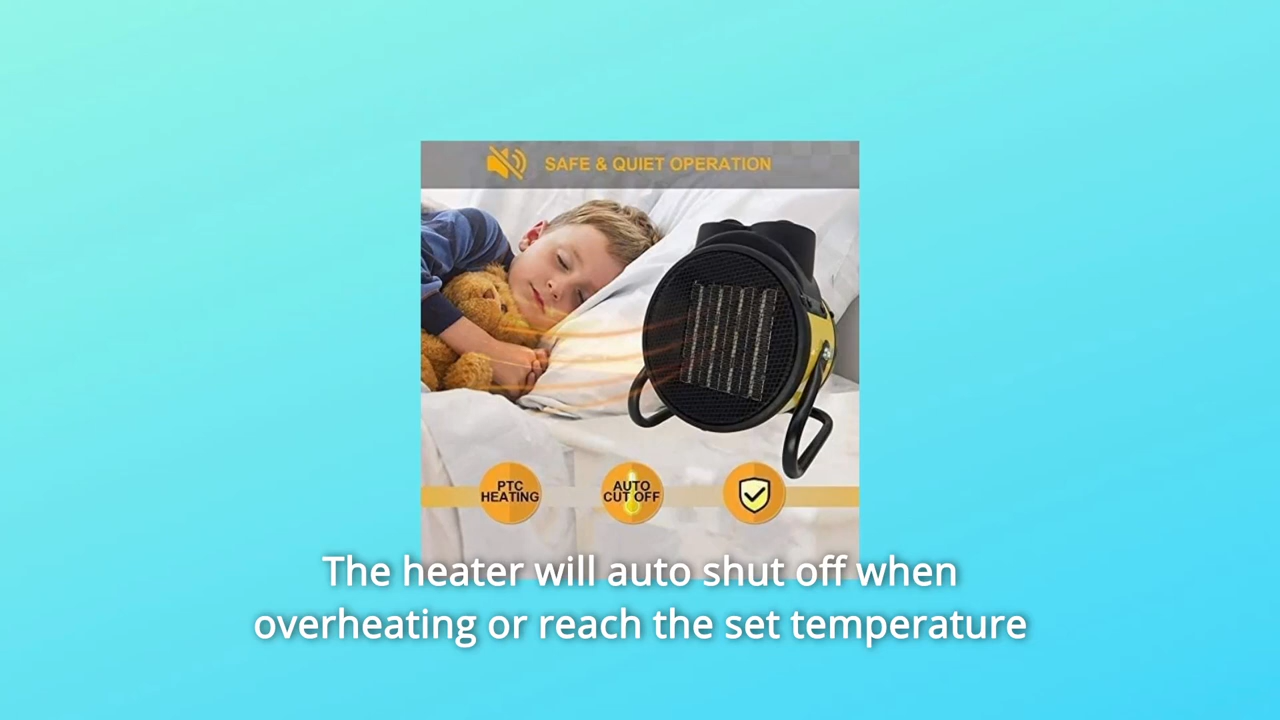 SAFE & QUIET OPERATION
PTC
HEATING
AUTO
CUT OFF
The heater will auto shut off when
overheating or reach the set temperature